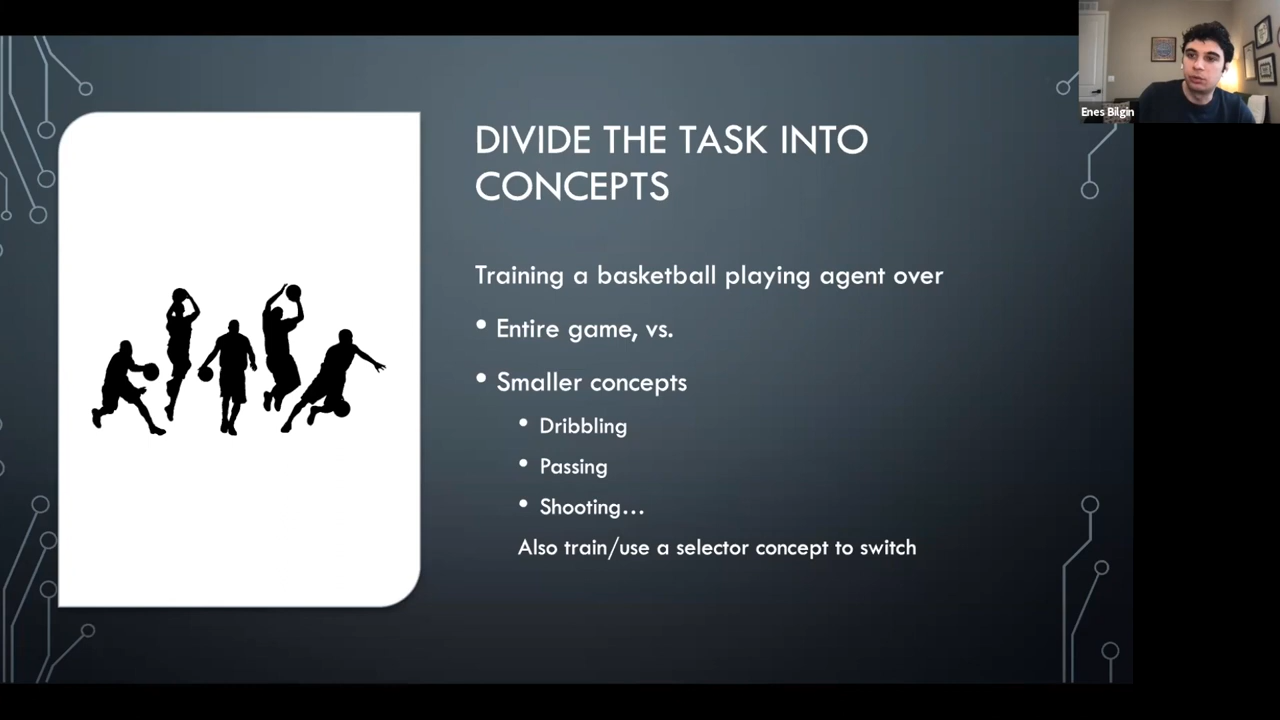 Enes Bilgin
DIVIDE THE TASK INTO
CONCEPTS
Training a basketball playing agent over
• Entire game, vs.
• Smaller concepts
• Dribbling
• Passing
• Shooting…
Also train/use a selector concept to switch